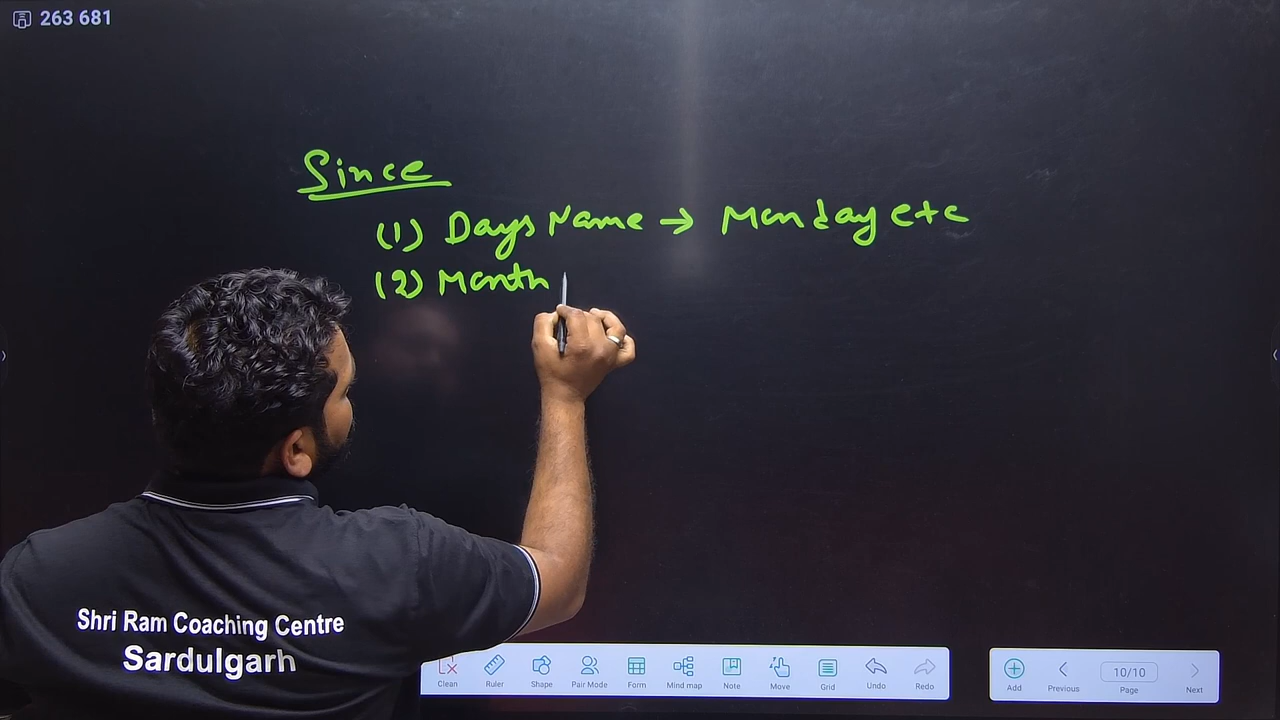 263 681
Since
(1) Days Name → Monday etc
(2) Month
Shri Ram Coaching Centre
Sardulgarh
Clean Ruler Shape Pair Mode Form Mind map Note Move Grid Undo Redo
Add Previous 10/10 Page Next